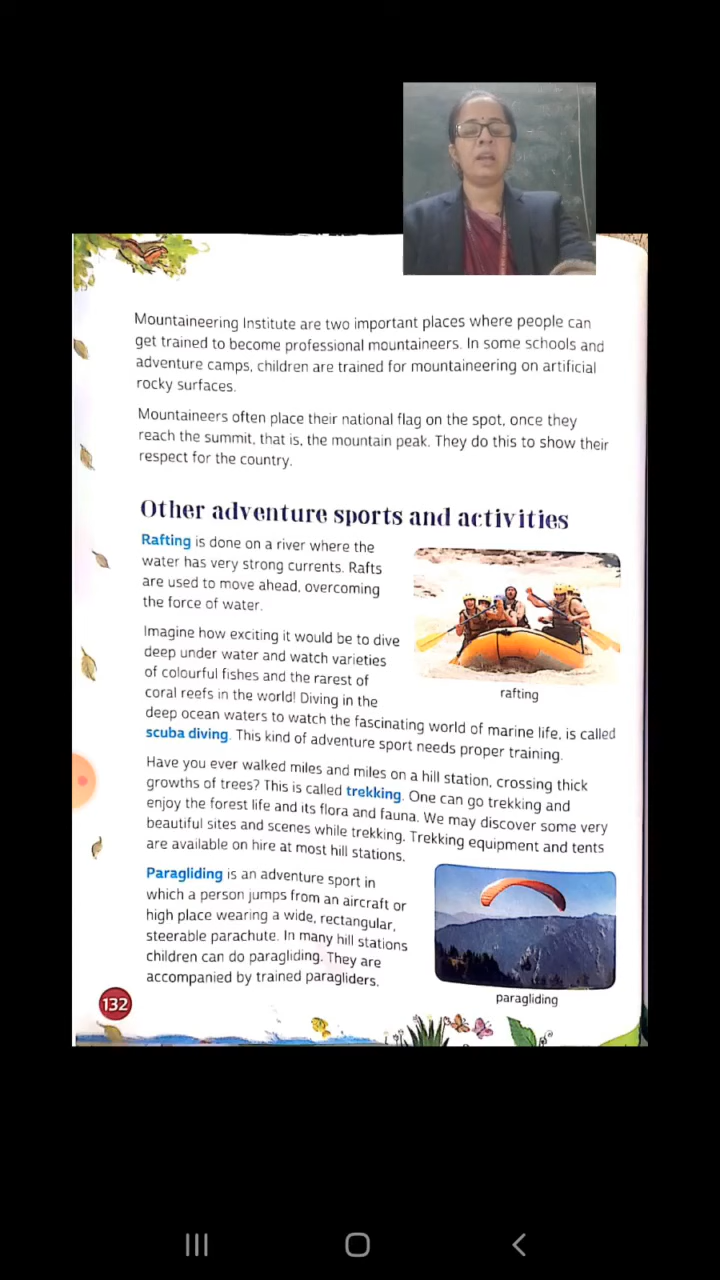 Mountaineering Institute are two important places where people can
get trained to become professional mountaineers. In some schools and
adventure camps, children are trained for mountaineering on artificial
rocky surfaces.
Mountaineers often place their national flag on the spot, once they
reach the summit, that is, the mountain peak. They do this to show their
respect for the country.
Other adventure sports and activities
Rafting is done on a river where the
water has very strong currents. Rafts
are used to move ahead, overcoming
the force of water.
rafting
Imagine how exciting it would be to dive
deep under water and watch varieties
of colourful fishes and the rarest of
coral reefs in the world! Diving in the
deep ocean waters to watch the fascinating world of marine life, is called
scuba diving. This kind of adventure sport needs proper training.
Have you ever walked miles and miles on a hill station, crossing thick
growths of trees? This is called trekking. One can go trekking and
enjoy the forest life and its flora and fauna. We may discover some very
beautiful sites and scenes while trekking. Trekking equipment and tents
are available on hire at most hill stations.
Paragliding is an adventure sport in
which a person jumps from an aircraft or
high place wearing a wide, rectangular,
steerable parachute. In many hill stations
children can do paragliding. They are
accompanied by trained paragliders.
paragliding
132